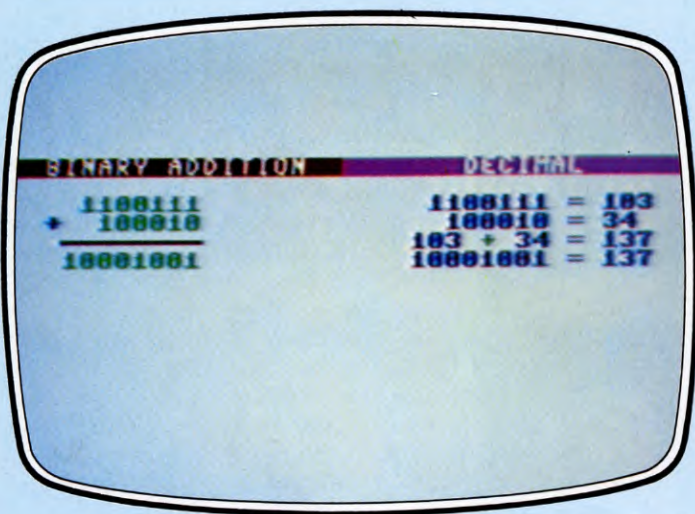 BINARY ADDITION DECIMAL
1100111
+ 100010
10001001
1100111 = 103
100010 = 34
103 + 34 = 137
10001001 = 137